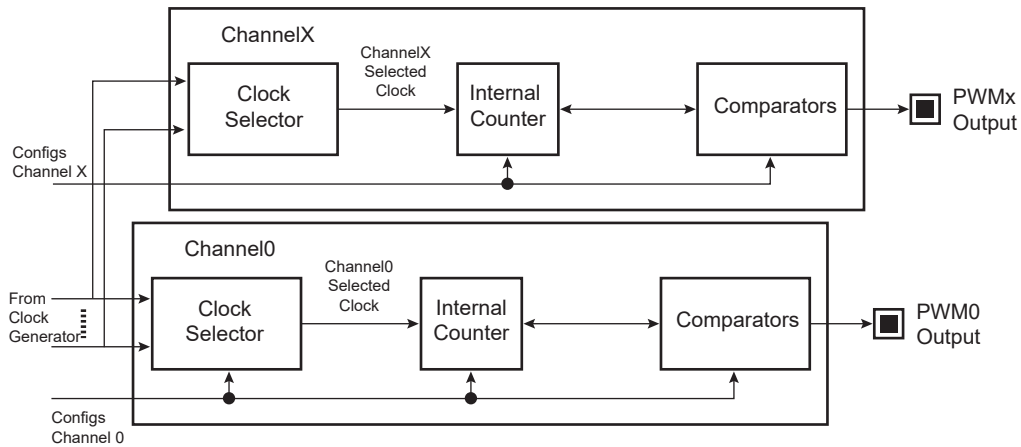 ChannelX
Clock
Selector
ChannelX
Selected
Clock
Internal
Counter
Comparators
PWMx
Output
Configs
Channel X
Channel0
From
Clock
Generator
Clock
Selector
Channel0
Selected
Clock
Internal
Counter
Comparators
PWM0
Output
Configs
Channel 0